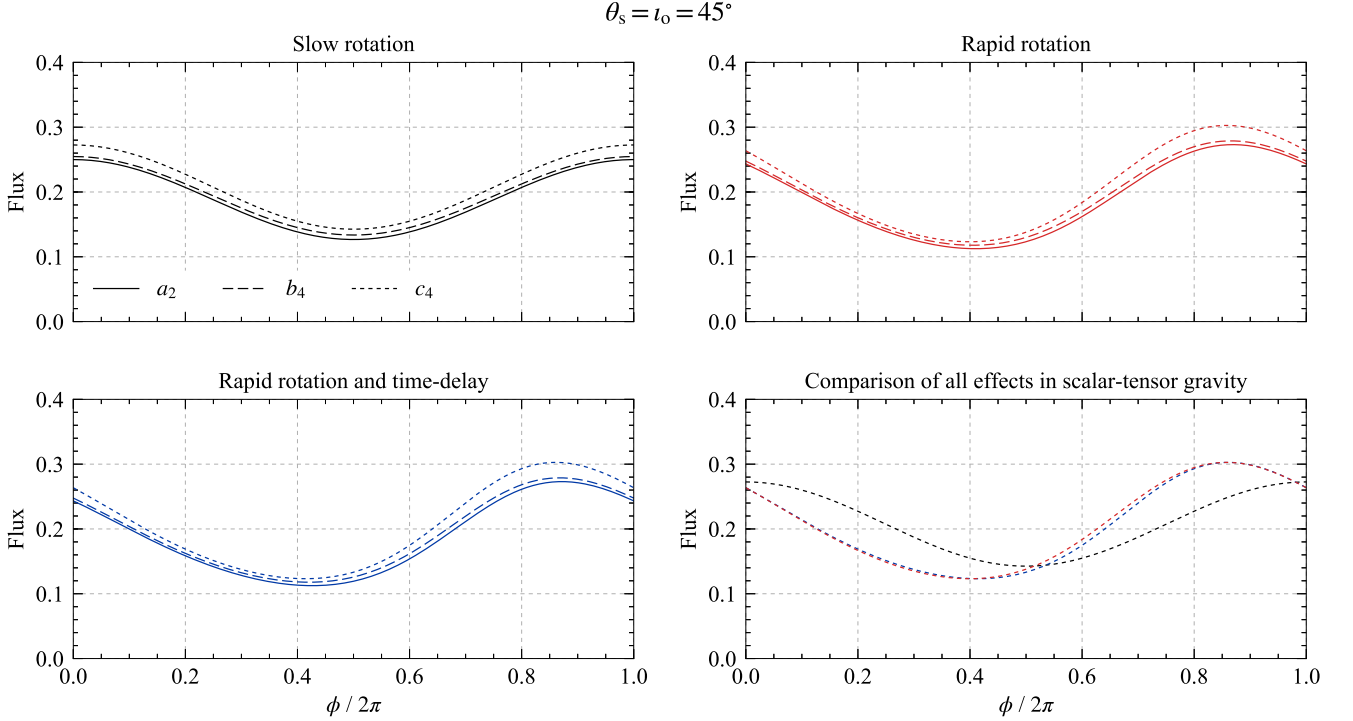 θs = ιo = 45°
Slow rotation
Rapid rotation
0.4
0.3
0.2
0.1
0.0
Flux
a2
b4
c4
0.4
0.3
0.2
0.1
0.0
Flux
Rapid rotation and time-delay
Comparison of all effects in scalar-tensor gravity
0.4
0.3
0.2
0.1
0.0
Flux
0.0 0.2 0.4 0.6 0.8 1.0
ϕ / 2π
0.4
0.3
0.2
0.1
0.0
Flux
0.0 0.2 0.4 0.6 0.8 1.0
ϕ / 2π